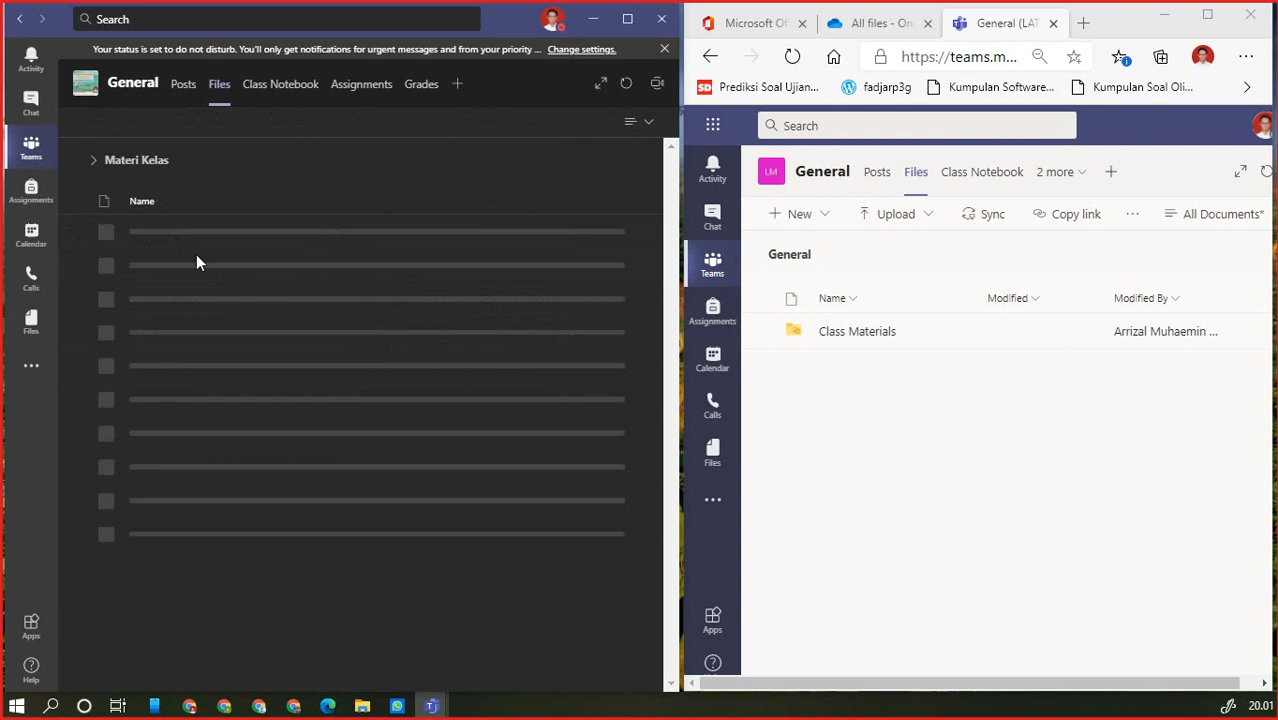 Search
Your status is set to do not disturb. You'll only get notifications for urgent messages and from your priority ... Change settings.
Activity
Chat
Teams
Assignments
Calendar
Calls
Files
Apps
Help
General Posts Files Class Notebook Assignments Grades
Materi Kelas
Name
Microsoft Of
All files - On
General (LAT
https://teams.m...
Prediksi Soal Ujian...
fadjarp3g
Kumpulan Software...
Kumpulan Soal Oli...
Search
Activity
Chat
Teams
Assignments
Calendar
Calls
Files
Apps
LM General Posts Files Class Notebook 2 more
New Upload Sync Copy link ... All Documents*
General
Name Modified Modified By
Class Materials Arrizal Muhaemin ...
20.01